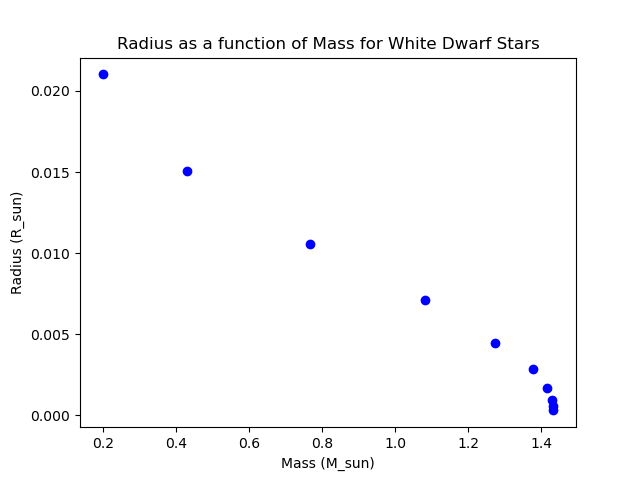 Radius as a function of Mass for White Dwarf Stars
0.020
0.015
0.010
0.005
0.000
Radius (R_sun)
0.2 0.4 0.6 0.8 1.0 1.2 1.4
Mass (M_sun)